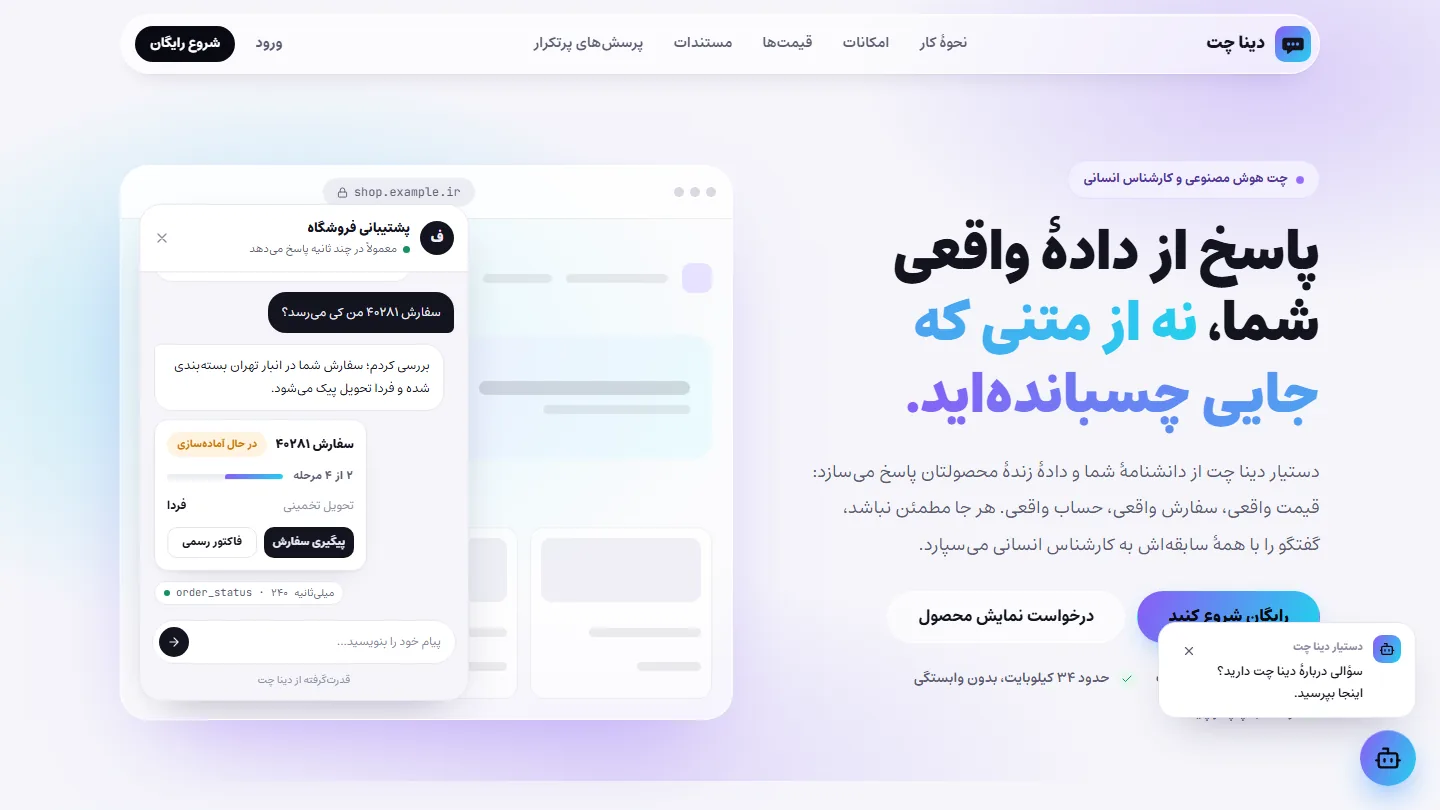 دینا چت
نحوهٔ کار
امکانات
قیمت‌ها
مستندات
پرسش‌های پرتکرار
ورود
شروع رایگان
چت هوش مصنوعی و کارشناس انسانی
پاسخ از دادهٔ واقعی
شما، نه از متنی که
جایی چسبانده‌اید.
دستیار دینا چت از دانشنامهٔ شما و دادهٔ زندهٔ محصولتان پاسخ می‌سازد:
قیمت واقعی، سفارش واقعی، حساب واقعی. هر جا مطمئن نباشد،
گفتگو را با همهٔ سابقه‌اش به کارشناس انسانی می‌سپارد.
رایگان شروع کنید
درخواست نمایش محصول
حدود ۳۴ کیلوبایت، بدون وابستگی
shop.example.ir
ف
پشتیبانی فروشگاه
معمولاً در چند ثانیه پاسخ می‌دهد
سفارش ۴۰۲۸۱ من کی می‌رسد؟
بررسی کردم؛ سفارش شما در انبار تهران بسته‌بندی
شده و فردا تحویل پیک می‌شود.
سفارش ۴۰۲۸۱
در حال آماده‌سازی
۲ از ۴ مرحله
تحویل تخمینی
فردا
پیگیری سفارش
فاکتور رسمی
order_status · ۲۴۰ میلی‌ثانیه
پیام خود را بنویسید...
قدرت‌گرفته از دینا چت
دستیار دینا چت
سؤالی دربارهٔ دینا چت دارید؟
اینجا بپرسید.